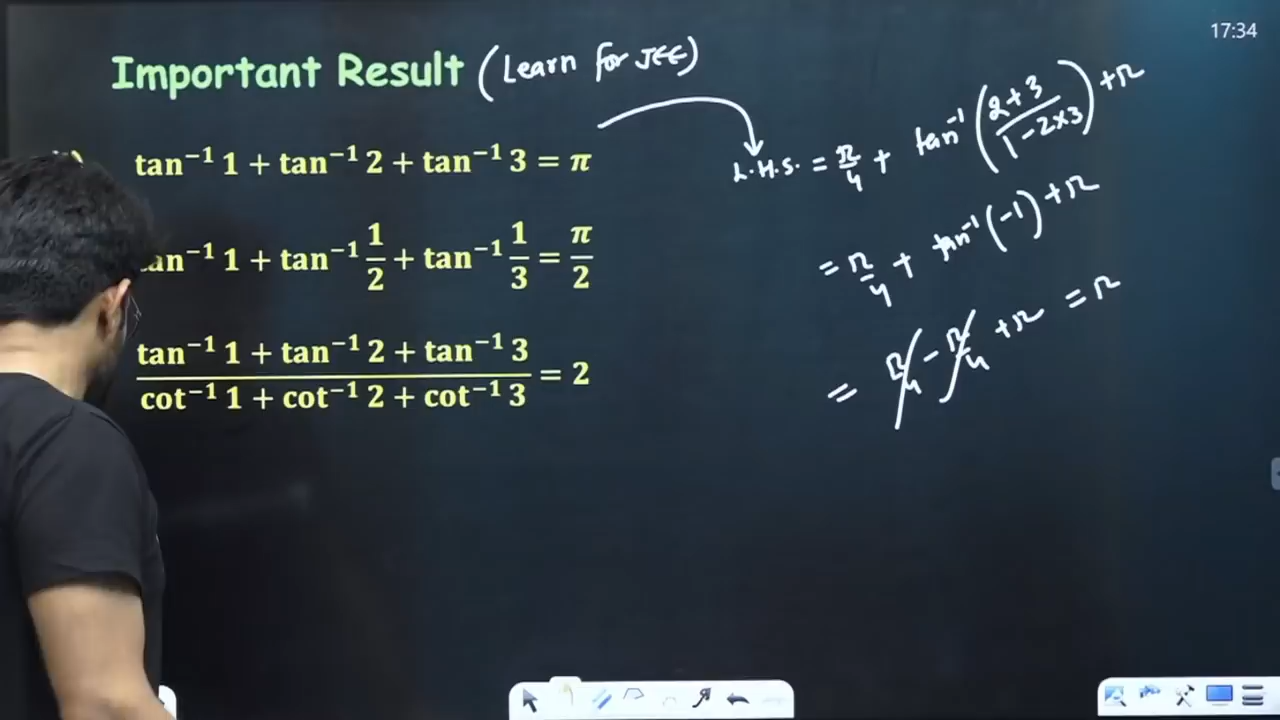 17:34
Important Result (Learn for JEE)
tan⁻¹ 1 + tan⁻¹ 2 + tan⁻¹ 3 = π
tan⁻¹ 1 + tan⁻¹ 1/2 + tan⁻¹ 1/3 = π/2
(tan⁻¹ 1 + tan⁻¹ 2 + tan⁻¹ 3)/(cot⁻¹ 1 + cot⁻¹ 2 + cot⁻¹ 3) = 2
L.H.S. = π/4 + tan⁻¹((2+3)/(1-2×3)) + π
= π/4 + tan⁻¹(-1) + π
= π/4 - π/4 + π = π